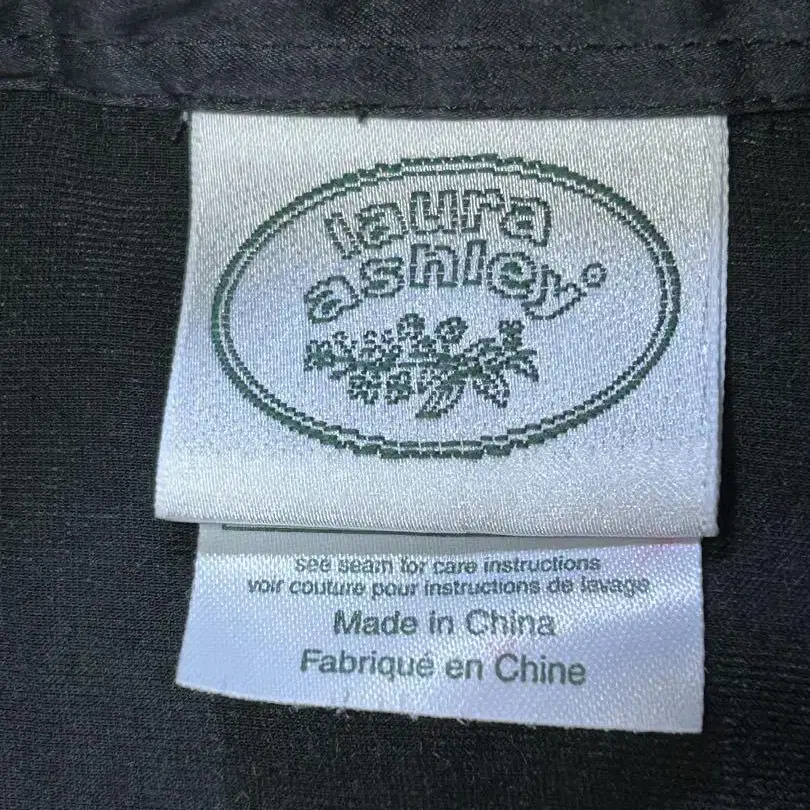 laura
ashley®
see seam for care instructions
voir couture pour instructions de lavage
Made in China
Fabriqué en Chine